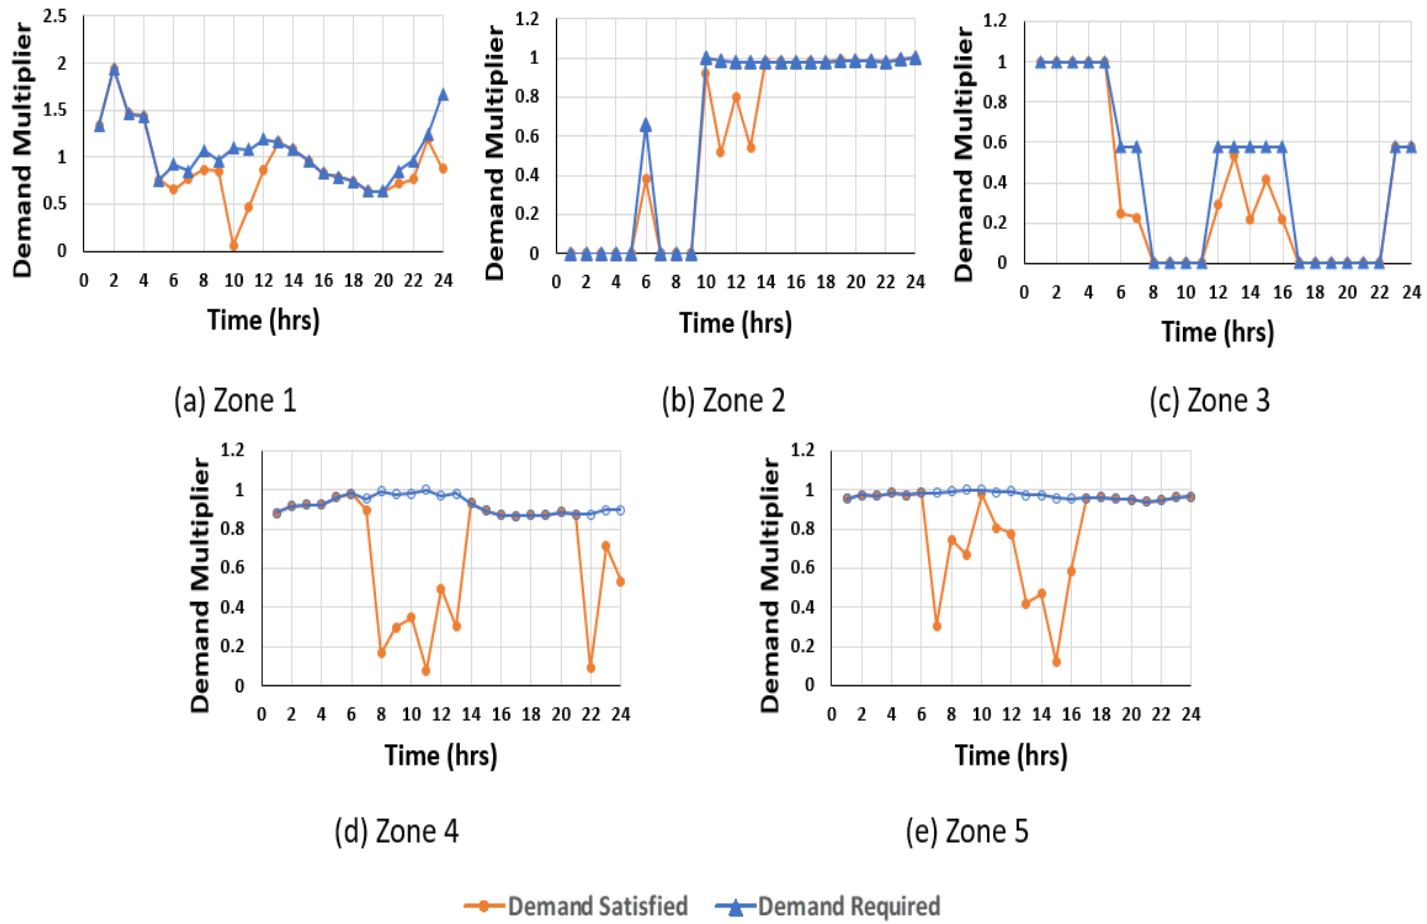 Demand Multiplier
2.5
2
1.5
1
0.5
0
0 2 4 6 8 10 12 14 16 18 20 22 24
Time (hrs)
(a) Zone 1
Demand Multiplier
1.2
1
0.8
0.6
0.4
0.2
0
0 2 4 6 8 10 12 14 16 18 20 22 24
Time (hrs)
(b) Zone 2
Demand Multiplier
1.2
1
0.8
0.6
0.4
0.2
0
0 2 4 6 8 10 12 14 16 18 20 22 24
Time (hrs)
(c) Zone 3
Demand Multiplier
1.2
1
0.8
0.6
0.4
0.2
0
0 2 4 6 8 10 12 14 16 18 20 22 24
Time (hrs)
(d) Zone 4
Demand Multiplier
1.2
1
0.8
0.6
0.4
0.2
0
0 2 4 6 8 10 12 14 16 18 20 22 24
Time (hrs)
(e) Zone 5
Demand Satisfied Demand Required